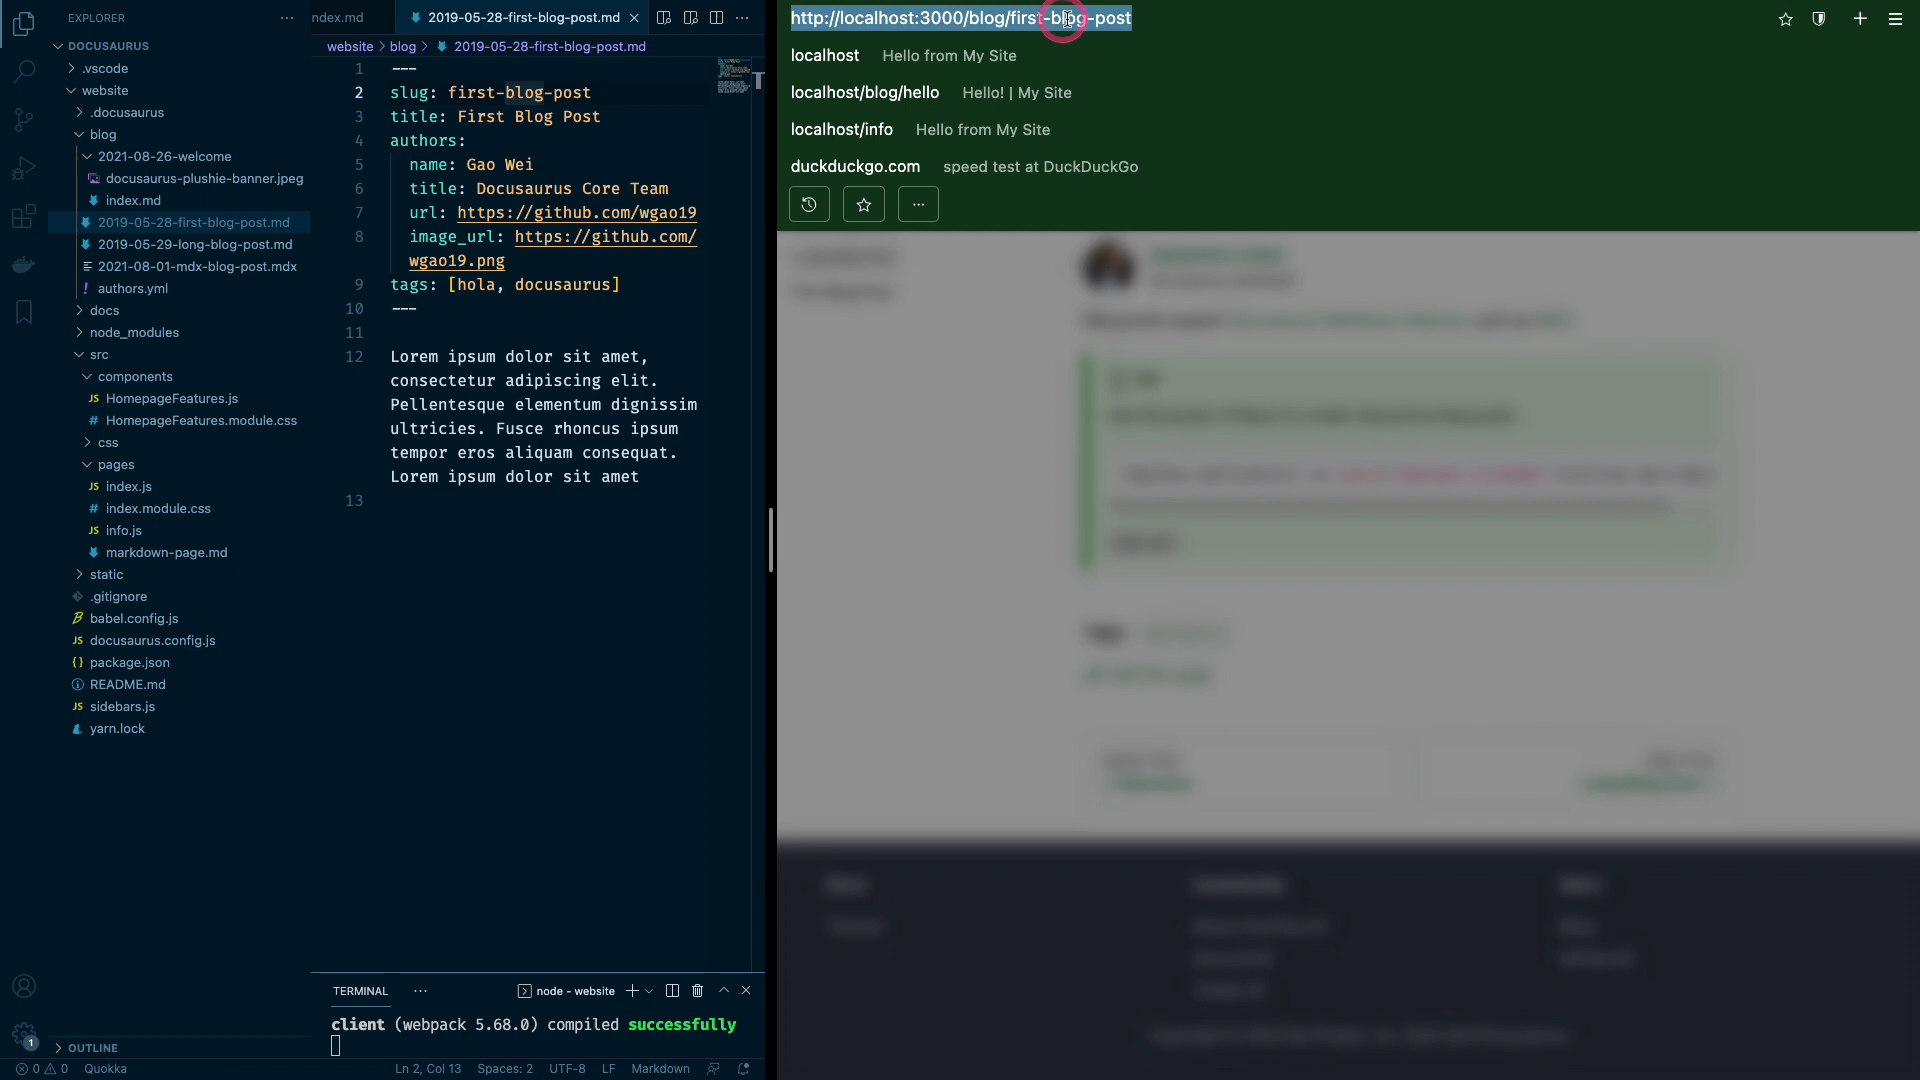 EXPLORER
DOCUSAURUS
.vscode
website
.docusaurus
blog
2021-08-26-welcome
docusaurus-plushie-banner.jpeg
index.md
2019-05-28-first-blog-post.md
2019-05-29-long-blog-post.md
2021-08-01-mdx-blog-post.mdx
authors.yml
docs
node_modules
src
components
HomepageFeatures.js
HomepageFeatures.module.css
css
pages
index.js
index.module.css
info.js
markdown-page.md
static
.gitignore
babel.config.js
docusaurus.config.js
package.json
README.md
sidebars.js
yarn.lock
OUTLINE
ndex.md
2019-05-28-first-blog-post.md
website > blog > 2019-05-28-first-blog-post.md
1 ---
2 slug: first-blog-post
3 title: First Blog Post
4 authors:
5 name: Gao Wei
6 title: Docusaurus Core Team
7 url: https://github.com/wgao19
8 image_url: https://github.com/
wgao19.png
9 tags: [hola, docusaurus]
10 ---
11
12 Lorem ipsum dolor sit amet,
consectetur adipiscing elit.
Pellentesque elementum dignissim
ultricies. Fusce rhoncus ipsum
tempor eros aliquam consequat.
Lorem ipsum dolor sit amet
13
TERMINAL
node - website
client (webpack 5.68.0) compiled successfully
1
0 0 Quokka
Ln 2, Col 13 Spaces: 2 UTF-8 LF Markdown
http://localhost:3000/blog/first-blog-post
localhost Hello from My Site
localhost/blog/hello Hello! | My Site
localhost/info Hello from My Site
duckduckgo.com speed test at DuckDuckGo